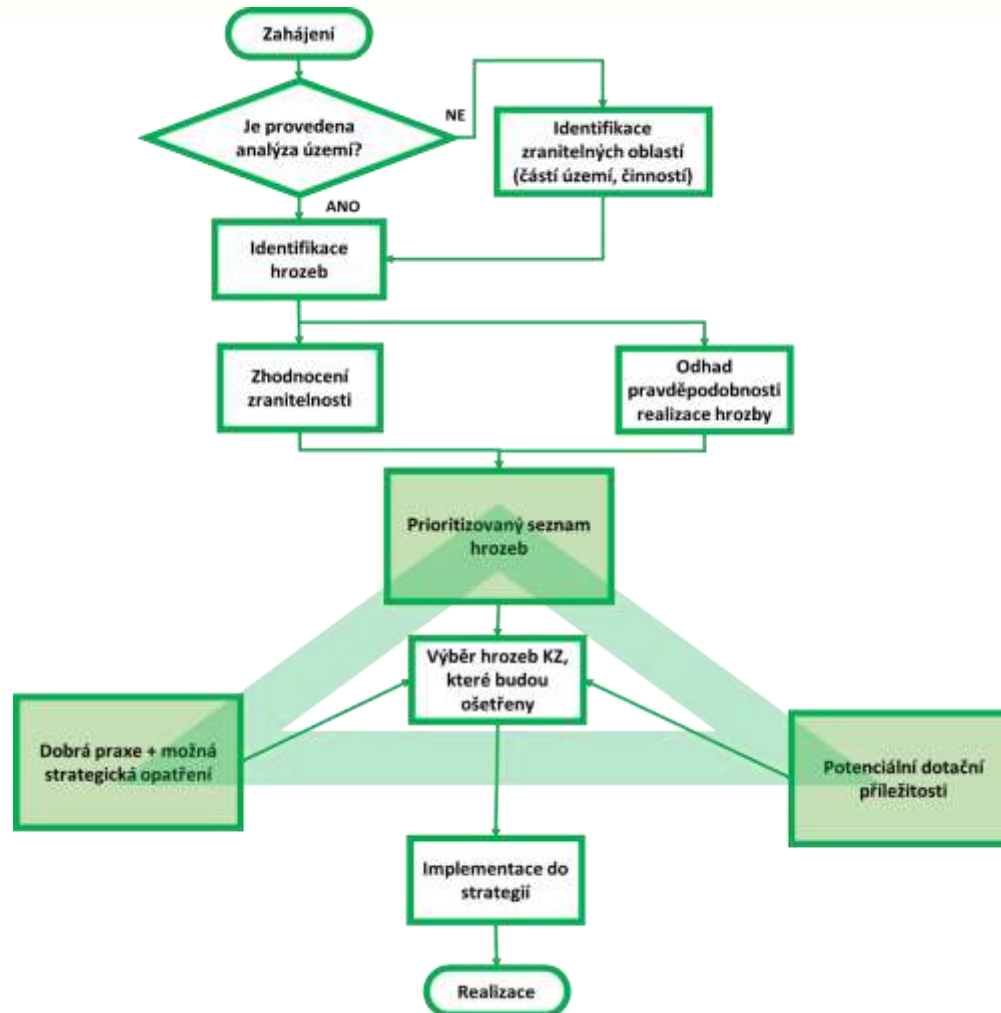 Zahájení
Je provedena
analýza území?
NE
Identifikace
zranitelných oblastí
(částí území, činností)
ANO
Identifikace
hrozeb
Zhodnocení
zranitelnosti
Odhad
pravděpodobnosti
realizace hrozby
Prioritizovaný seznam
hrozeb
Výběr hrozeb KZ,
které budou
ošetřeny
Dobrá praxe + možná
strategická opatření
Potenciální dotační
příležitosti
Implementace do
strategií
Realizace